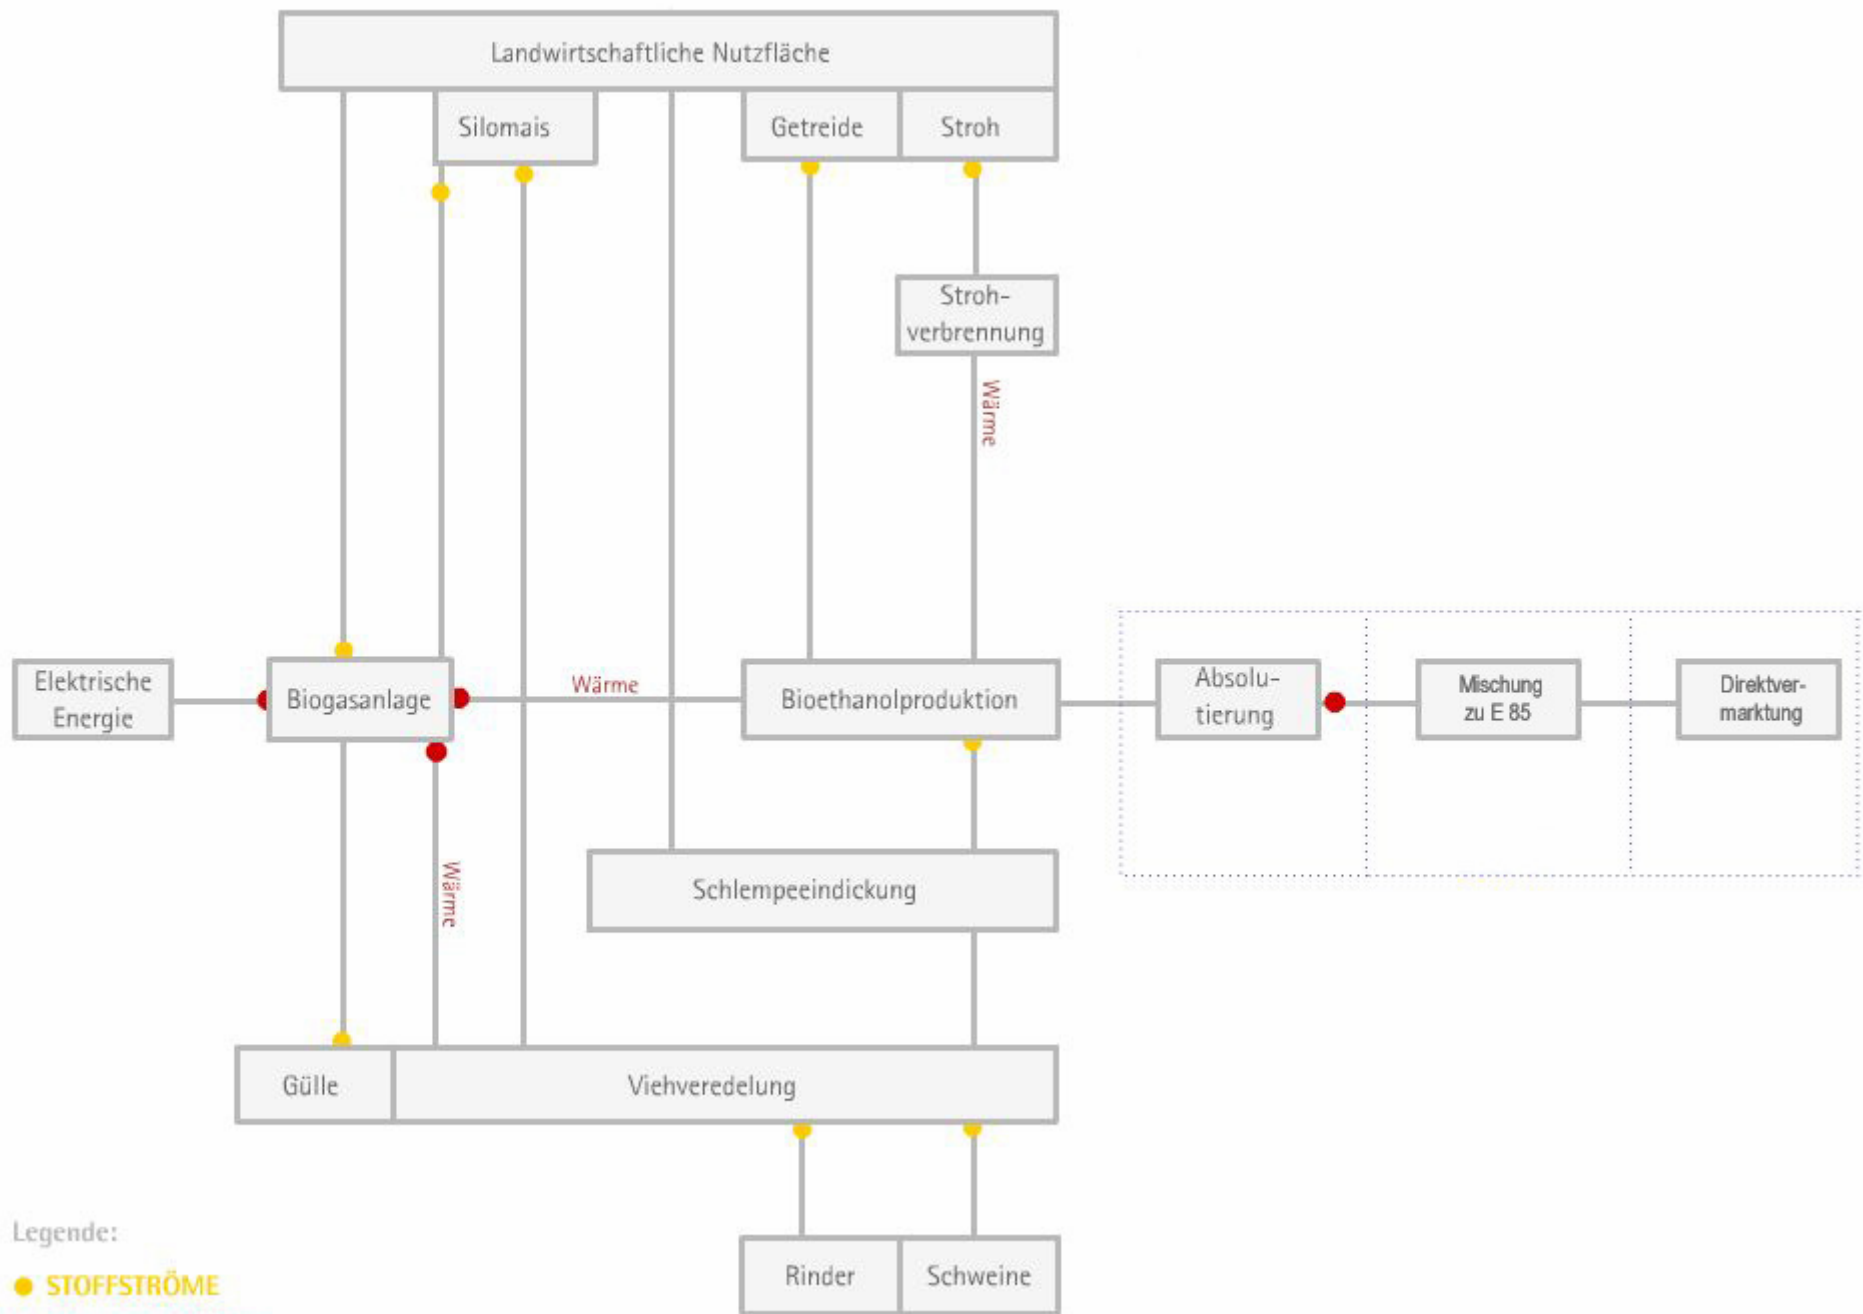 Landwirtschaftliche Nutzfläche
Silomais
Getreide
Stroh
Stroh-
verbrennung
Wärme
Elektrische
Energie
Biogasanlage
Wärme
Bioethanolproduktion
Absolu-
tierung
Mischung
zu E 85
Direktver-
marktung
Wärme
Schlempeeindickung
Gülle
Viehveredelung
Rinder
Schweine
Legende:
STOFFSTRÖME